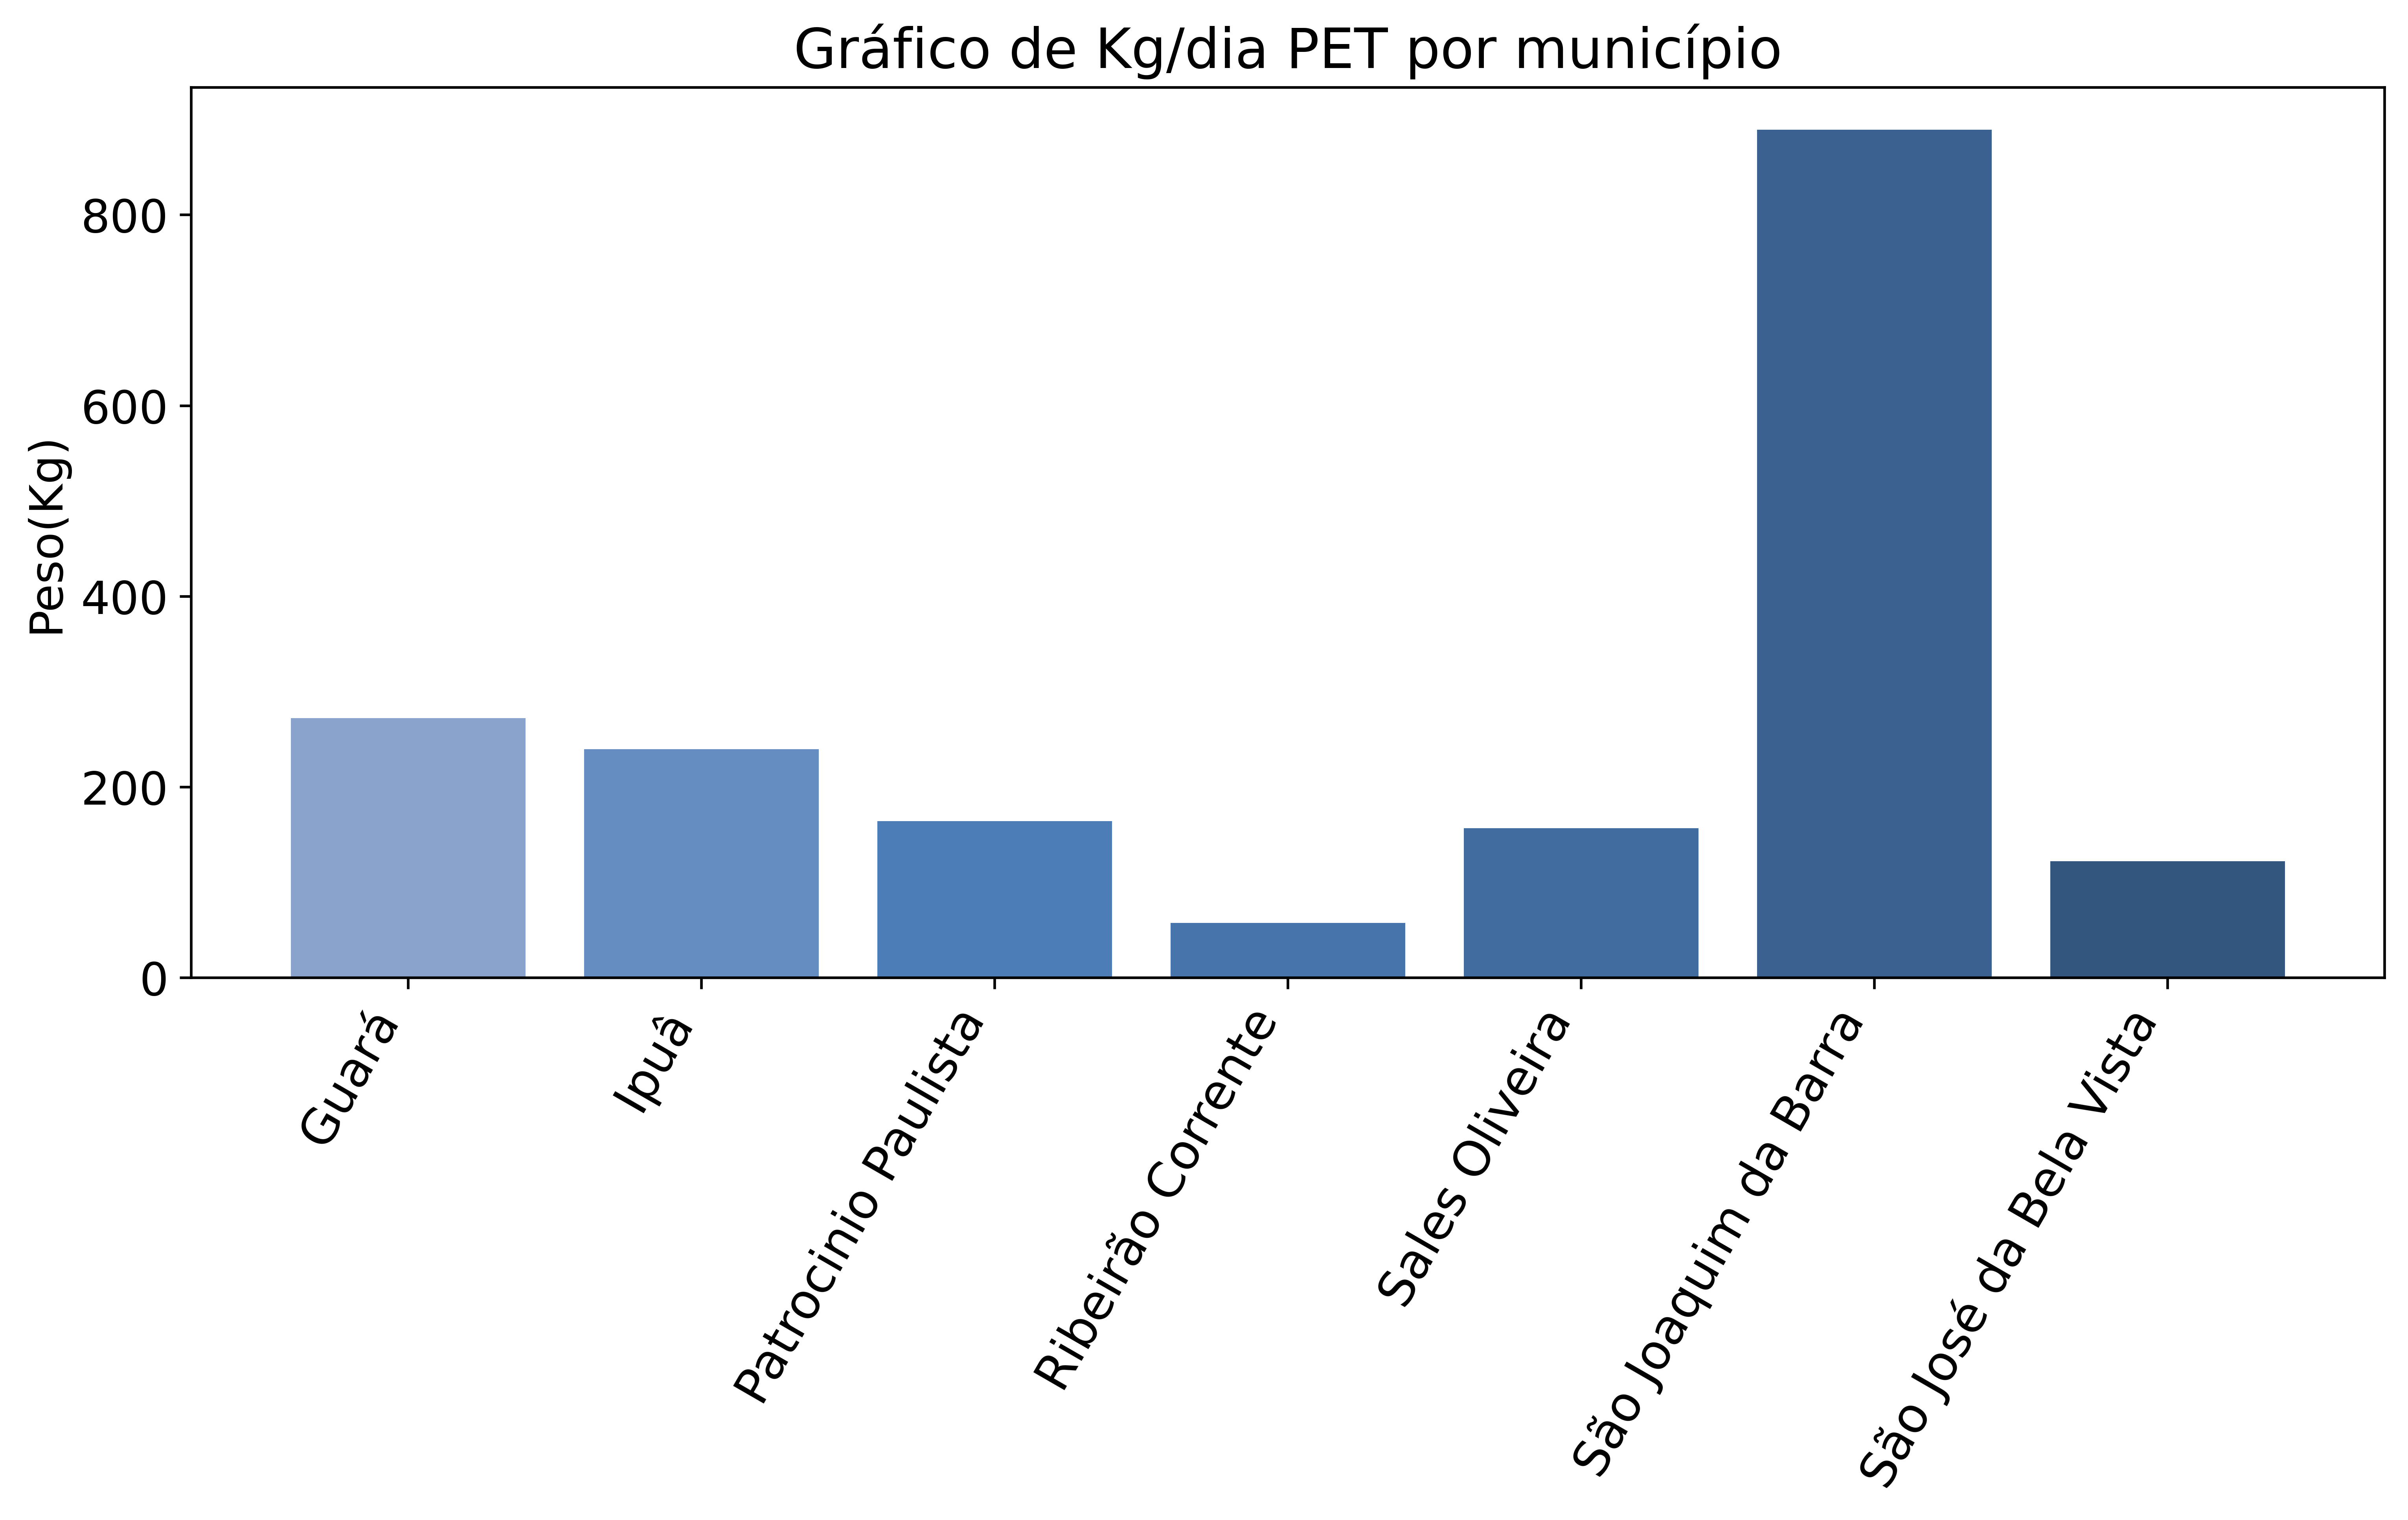 Gráfico de Kg/dia PET por município
Peso(Kg)
800
600
400
200
0
Guará
Ipuâ
Patrocinio Paulista
Ribeirão Corrente
Sales Oliveira
São Joaquim da Barra
São José da Bela Vista